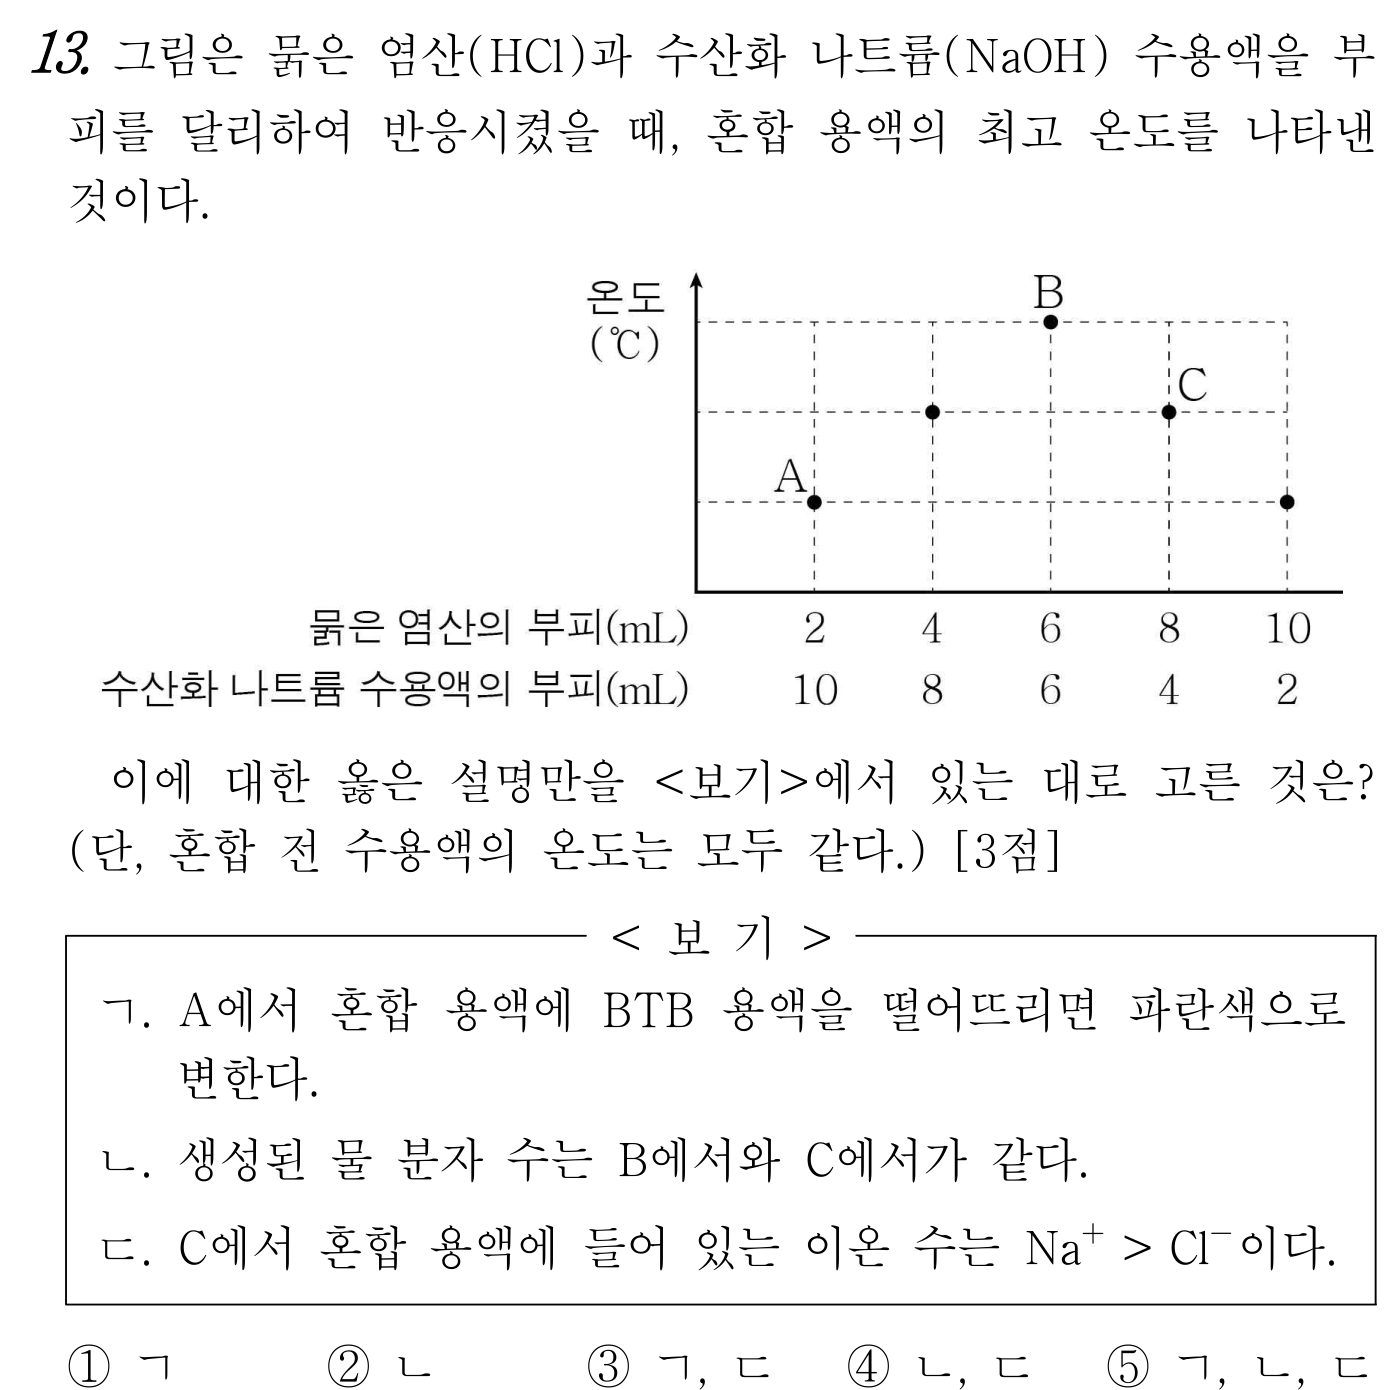 13. 그림은 묽은 염산(HCl)과 수산화 나트륨(NaOH) 수용액을 부
피를 달리하여 반응시켰을 때, 혼합 용액의 최고 온도를 나타낸
것이다.
온도
(℃)
B
C
A
묽은 염산의 부피(mL) 2 4 6 8 10
수산화 나트륨 수용액의 부피(mL) 10 8 6 4 2
이에 대한 옳은 설명만을 <보기>에서 있는 대로 고른 것은?
(단, 혼합 전 수용액의 온도는 모두 같다.) [3점]
< 보 기 >
ㄱ. A에서 혼합 용액에 BTB 용액을 떨어뜨리면 파란색으로
변한다.
ㄴ. 생성된 물 분자 수는 B에서와 C에서가 같다.
ㄷ. C에서 혼합 용액에 들어 있는 이온 수는 Na⁺ > Cl⁻이다.
① ㄱ ② ㄴ ③ ㄱ, ㄷ ④ ㄴ, ㄷ ⑤ ㄱ, ㄴ, ㄷ